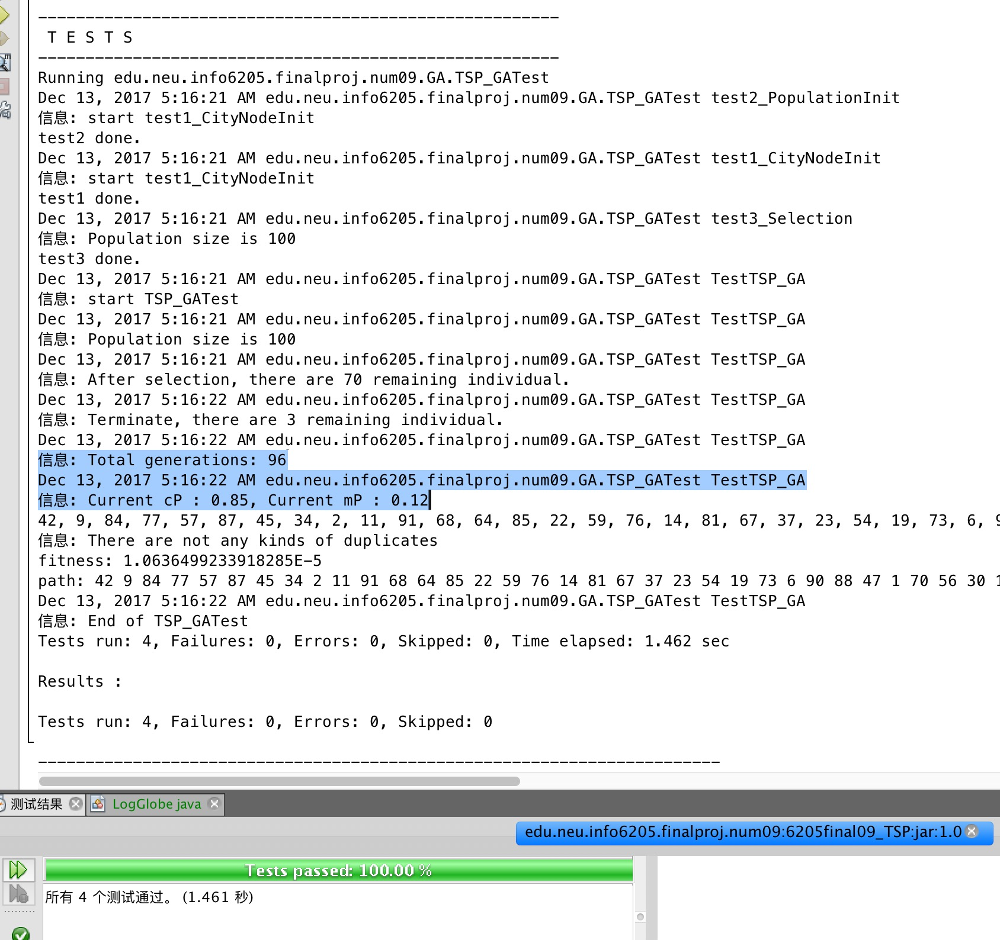 -------------------------------------------------------
T E S T S
-------------------------------------------------------
Running edu.neu.info6205.finalproj.num09.GA.TSP_GATest
Dec 13, 2017 5:16:21 AM edu.neu.info6205.finalproj.num09.GA.TSP_GATest test2_PopulationInit
信息: start test1_CityNodeInit
test2 done.
Dec 13, 2017 5:16:21 AM edu.neu.info6205.finalproj.num09.GA.TSP_GATest test1_CityNodeInit
信息: start test1_CityNodeInit
test1 done.
Dec 13, 2017 5:16:21 AM edu.neu.info6205.finalproj.num09.GA.TSP_GATest test3_Selection
信息: Population size is 100
test3 done.
Dec 13, 2017 5:16:21 AM edu.neu.info6205.finalproj.num09.GA.TSP_GATest TestTSP_GA
信息: start TSP_GATest
Dec 13, 2017 5:16:21 AM edu.neu.info6205.finalproj.num09.GA.TSP_GATest TestTSP_GA
信息: Population size is 100
Dec 13, 2017 5:16:21 AM edu.neu.info6205.finalproj.num09.GA.TSP_GATest TestTSP_GA
信息: After selection, there are 70 remaining individual.
Dec 13, 2017 5:16:22 AM edu.neu.info6205.finalproj.num09.GA.TSP_GATest TestTSP_GA
信息: Terminate, there are 3 remaining individual.
Dec 13, 2017 5:16:22 AM edu.neu.info6205.finalproj.num09.GA.TSP_GATest TestTSP_GA
信息: Total generations: 96
Dec 13, 2017 5:16:22 AM edu.neu.info6205.finalproj.num09.GA.TSP_GATest TestTSP_GA
信息: Current cP : 0.85, Current mP : 0.12
42, 9, 84, 77, 57, 87, 45, 34, 2, 11, 91, 68, 64, 85, 22, 59, 76, 14, 81, 67, 37, 23, 54, 19, 73, 6,
信息: There are not any kinds of duplicates
fitness: 1.0636499233918285E-5
path: 42 9 84 77 57 87 45 34 2 11 91 68 64 85 22 59 76 14 81 67 37 23 54 19 73 6 90 88 47 1 70 56 30
Dec 13, 2017 5:16:22 AM edu.neu.info6205.finalproj.num09.GA.TSP_GATest TestTSP_GA
信息: End of TSP_GATest
Tests run: 4, Failures: 0, Errors: 0, Skipped: 0, Time elapsed: 1.462 sec
Results :
Tests run: 4, Failures: 0, Errors: 0, Skipped: 0
------------------------------------------------------------------------
测试结果 LogGlobe java
edu.neu.info6205.finalproj.num09:6205final09_TSP:jar:1.0
Tests passed: 100.00 %
所有 4 个测试通过。 (1.461 秒)